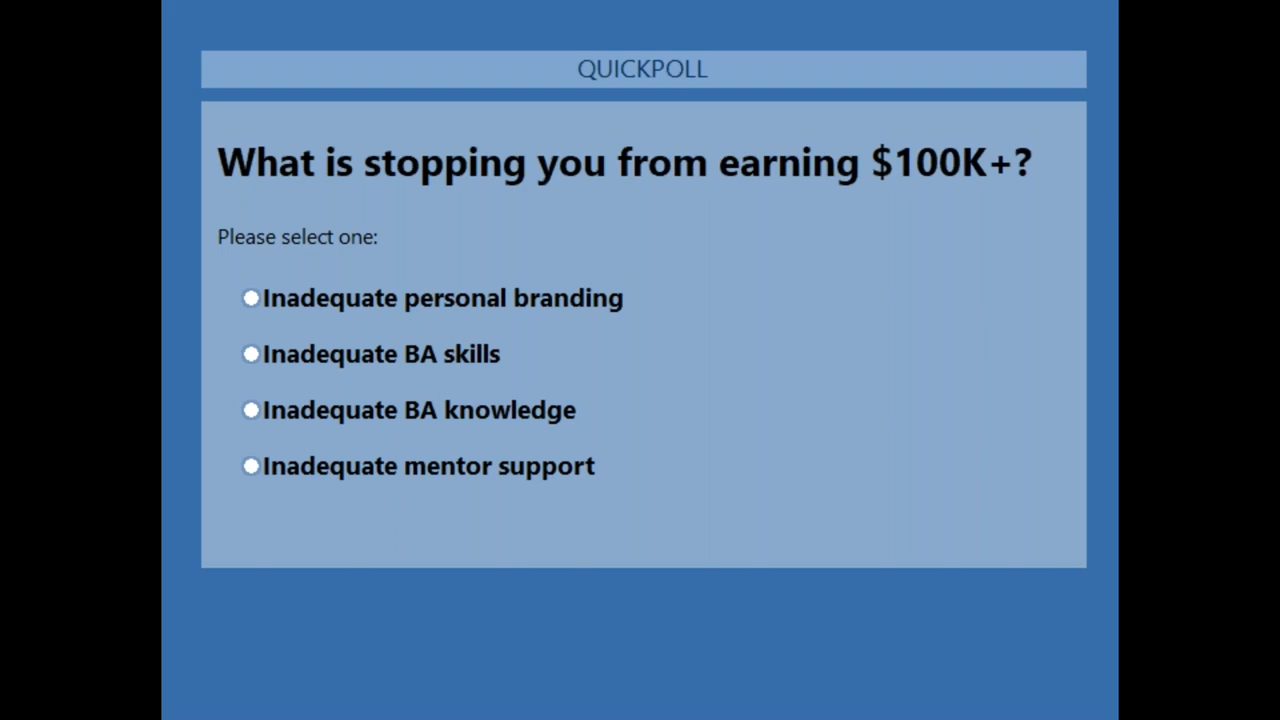 QUICKPOLL
What is stopping you from earning $100K+?
Please select one:
Inadequate personal branding
Inadequate BA skills
Inadequate BA knowledge
Inadequate mentor support